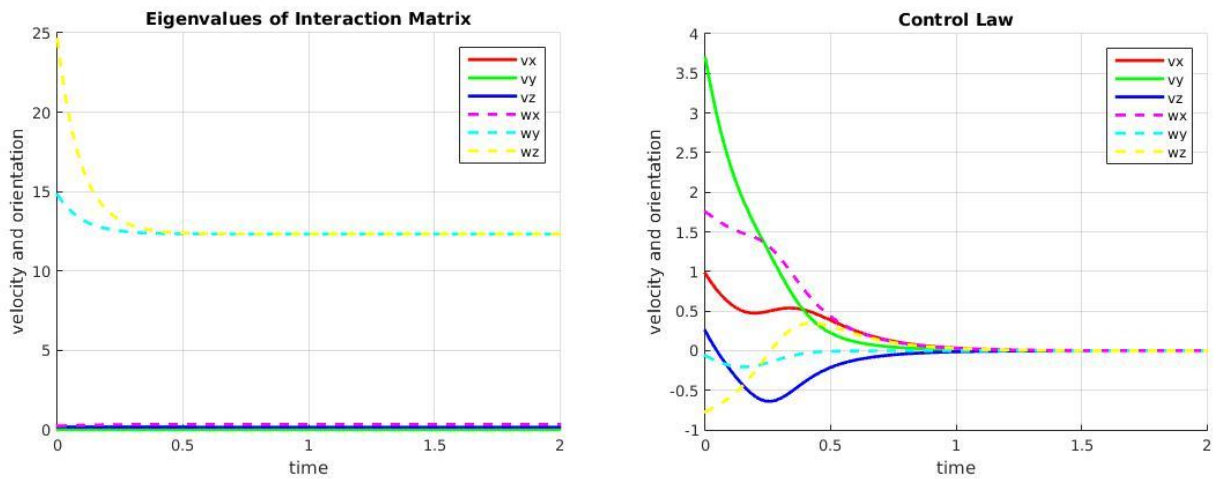 Eigenvalues of Interaction Matrix
25
20
15
10
5
0
0
0.5
1
1.5
2
time
velocity and orientation
vx
vy
vz
wx
wy
wz
Control Law
4
3.5
3
2.5
2
1.5
1
0.5
0
-0.5
-1
0
0.5
1
1.5
2
time
velocity and orientation
vx
vy
vz
wx
wy
wz